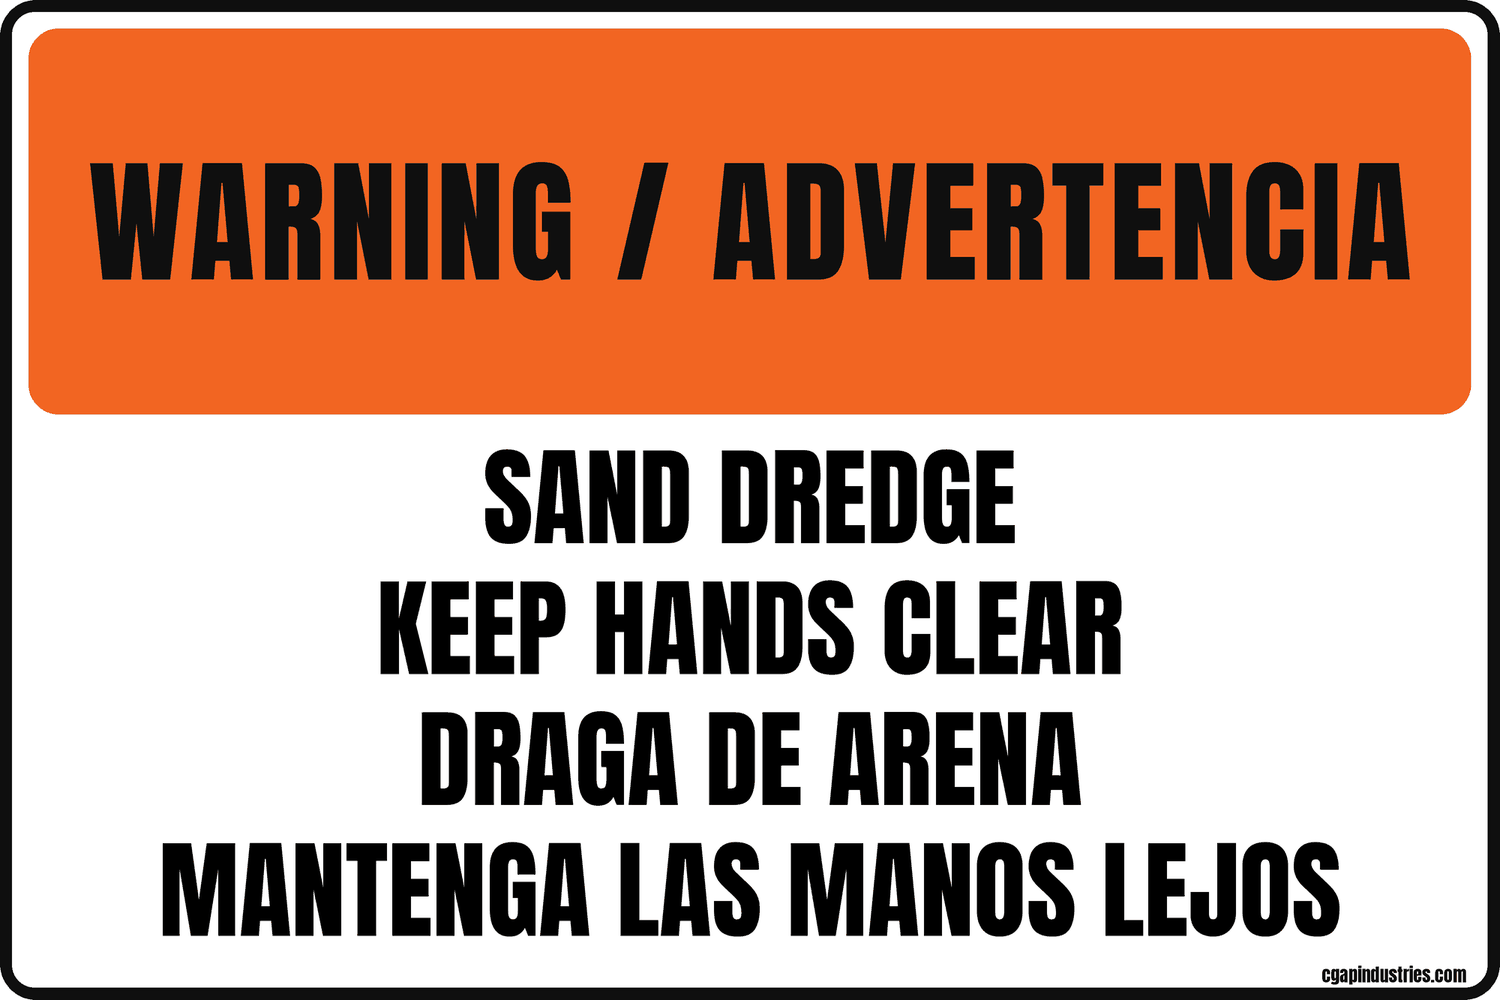 WARNING / ADVERTENCIA
SAND DREDGE
KEEP HANDS CLEAR
DRAGA DE ARENA
MANTENGA LAS MANOS LEJOS
cgapindustries.com